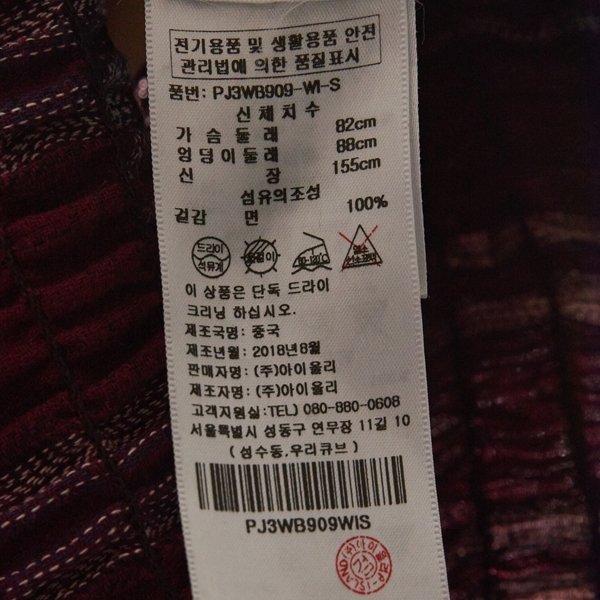 전기용품 및 생활용품 안전
관리법에 의한 품질표시
품번: PJ3WB909-WI-S
신체치수
가슴둘레 82cm
엉덩이둘레 88cm
신장 155cm
섬유의조성
겉감 면 100%
드라이
석유계
이 상품은 단독 드라이
크리닝 하십시오.
제조국명: 중국
제조년월: 2018년8월
판매자명: (주)아이올리
제조자명: (주)아이올리
고객지원실:TEL) 080-880-0608
서울특별시 성동구 연무장 11길 10
(성수동,우리큐브)
PJ3WB909WIS